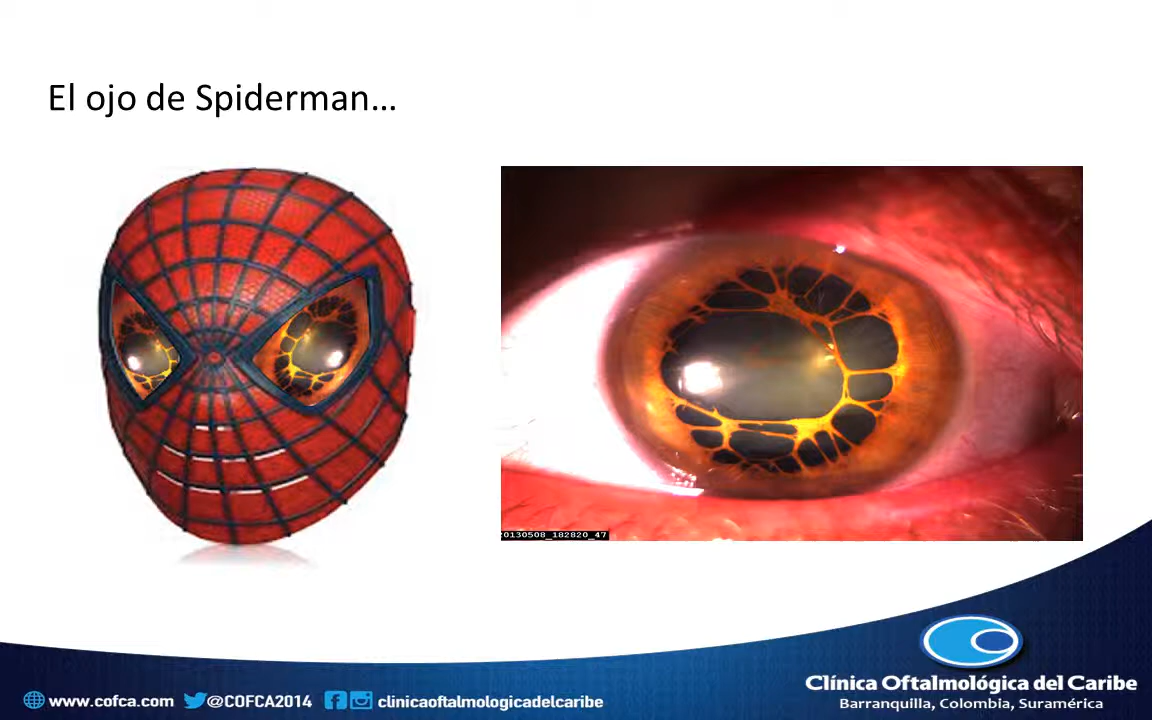 El ojo de Spiderman...
20130508_182820_47
Clínica Oftalmológica del Caribe
Barranquilla, Colombia, Suramérica
www.cofca.com @COFCA2014 clinicaoftalmologicadelcaribe